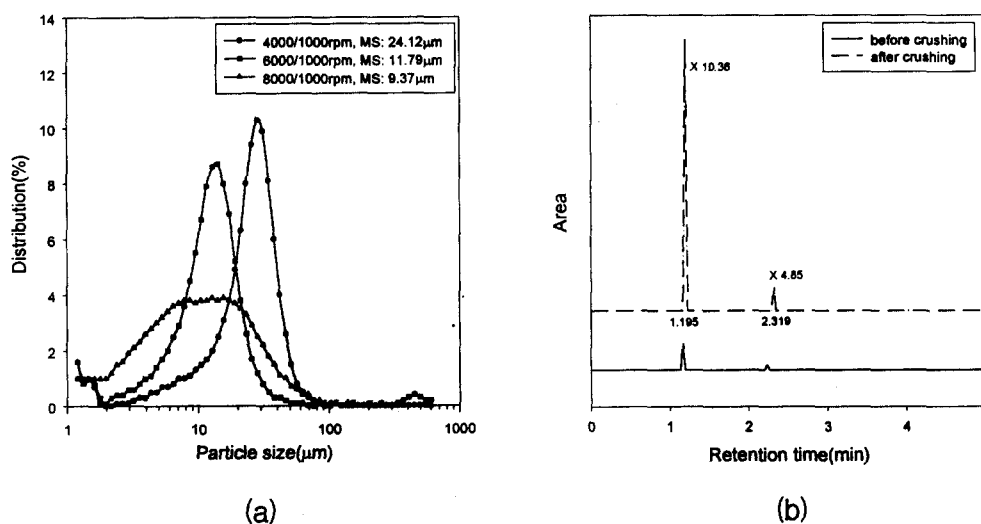 14
12
10
8
6
4
2
0
Distribution(%)
4000/1000rpm, MS: 24.12μm
6000/1000rpm, MS: 11.79μm
8000/1000rpm, MS: 9.37μm
1 10 100 1000
Particle size(μm)
(a)
before crushing
after crushing
X 10.36
X 4.85
Area
1.195 2.319
0 1 2 3 4
Retention time(min)
(b)